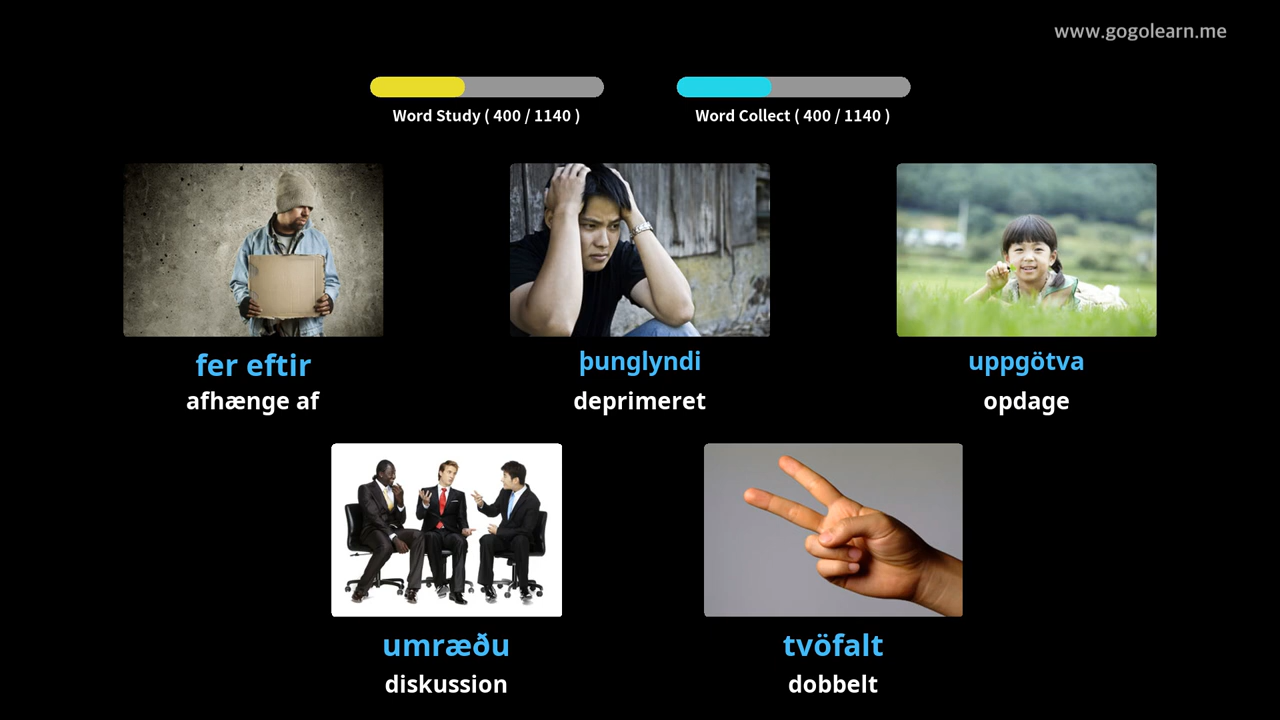 www.gogolearn.me
Word Study ( 400 / 1140 )
Word Collect ( 400 / 1140 )
fer eftir
afhænge af
þunglyndi
deprimeret
uppgötva
opdage
umræðu
diskussion
tvöfalt
dobbelt